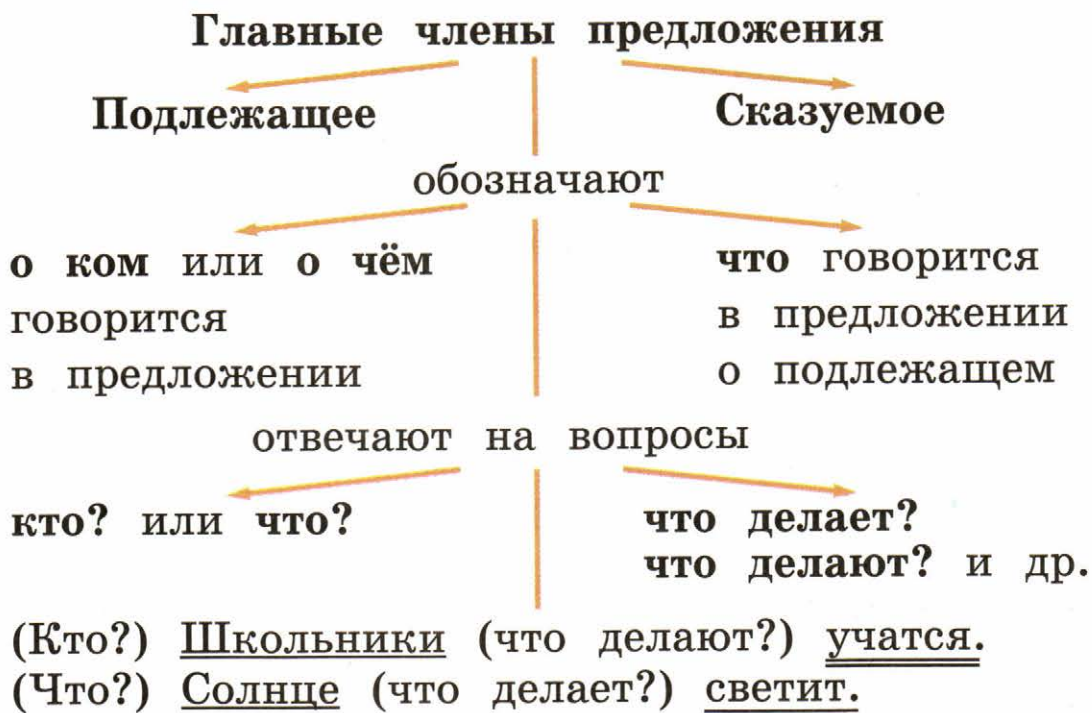 Главные члены предложения
Подлежащее Сказуемое
обозначают
о ком или о чём что говорится
говорится в предложении
в предложении о подлежащем
отвечают на вопросы
кто? или что? что делает?
что делают? и др.
(Кто?) Школьники (что делают?) учатся.
(Что?) Солнце (что делает?) светит.